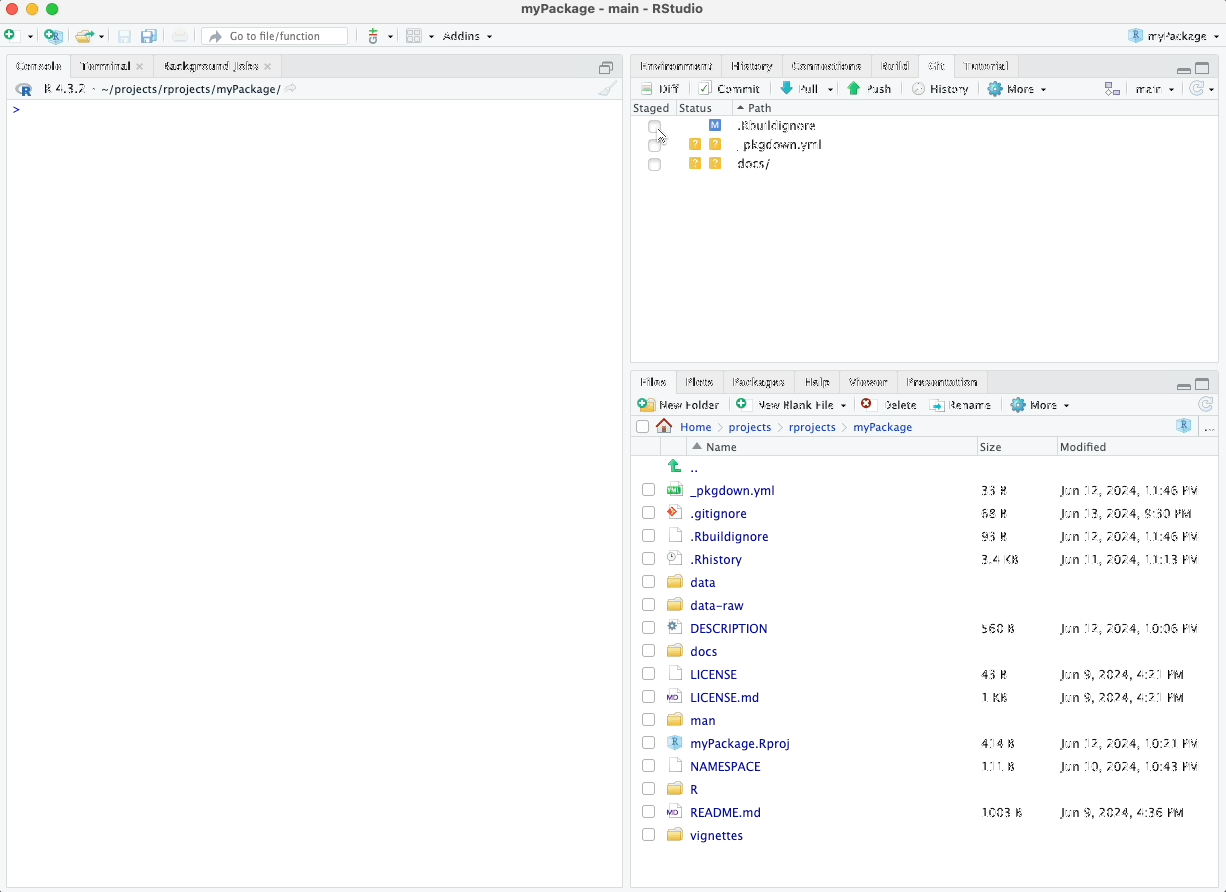 myPackage - main - RStudio
Go to file/function
Addins
myPackage
Console
Terminal
Background Jobs
R 4.3.2 · ~/projects/rprojects/myPackage/
>
Environment
History
Connections
Build
Git
Tutorial
Diff
Commit
Pull
Push
History
More
main
Staged
Status
Path
M
.Rbuildignore
? ?
_pkgdown.yml
? ?
docs/
Files
Plots
Packages
Help
Viewer
Presentation
New Folder
New Blank File
Delete
Rename
More
Home
projects
rprojects
myPackage
...
Name
Size
Modified
..
_pkgdown.yml
Jun 12, 2024, 11:46 PM
.gitignore
68 B
Jun 13, 2024, 9:30 PM
.Rbuildignore
93 B
Jun 12, 2024, 11:46 PM
.Rhistory
3.4 KB
Jun 11, 2024, 11:13 PM
data
data-raw
DESCRIPTION
560 B
Jun 12, 2024, 10:06 PM
docs
LICENSE
43 B
Jun 9, 2024, 4:21 PM
LICENSE.md
1 KB
Jun 9, 2024, 4:21 PM
man
myPackage.Rproj
414 B
Jun 12, 2024, 10:21 PM
NAMESPACE
111 B
Jun 10, 2024, 10:43 PM
R
README.md
1003 B
Jun 9, 2024, 4:36 PM
vignettes